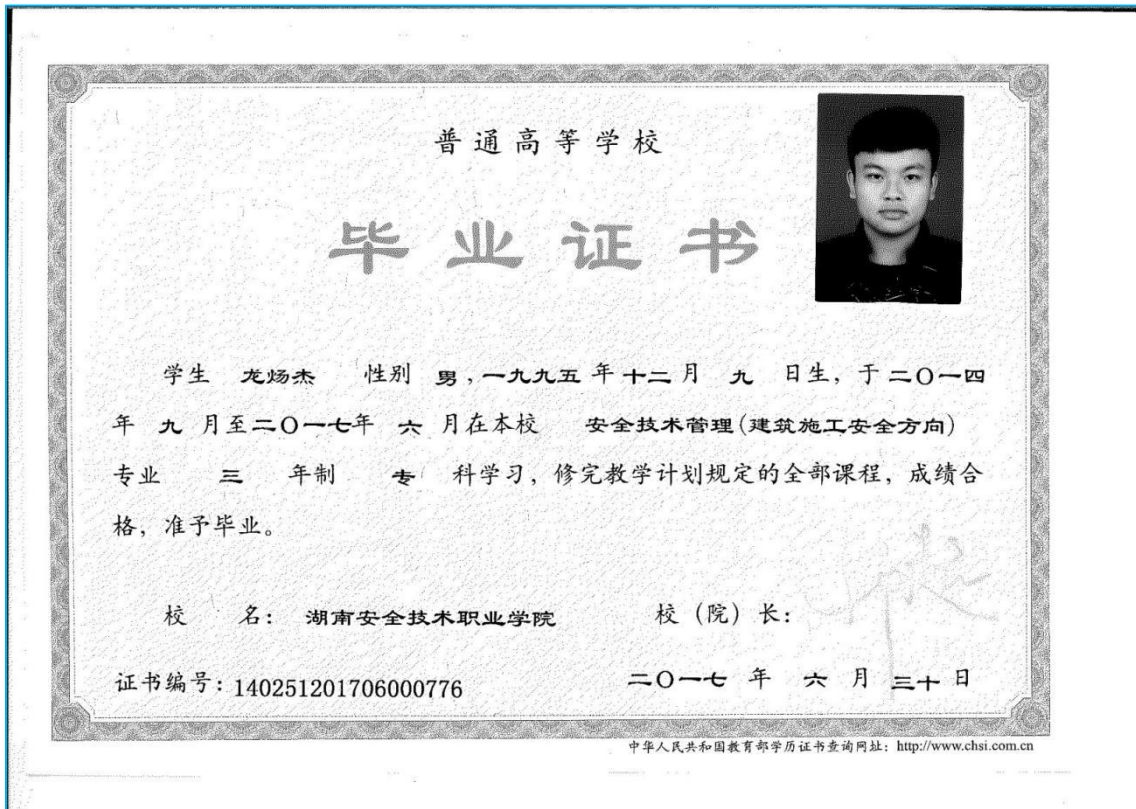 普通高等学校
毕业证书
学生 龙炀杰 性别 男,一九九五年十二月 九 日生, 于二〇一四
年 九 月至二〇一七年 六 月在本校 安全技术管理(建筑施工安全方向)
专业 三 年制 专 科学习, 修完教学计划规定的全部课程, 成绩合
格, 准予毕业。
校 名: 湖南安全技术职业学院 校 (院) 长:
证书编号: 140251201706000776 二〇一七 年 六 月 三十 日
中华人民共和国教育部学历证书查询网址: http://www.chsi.com.cn